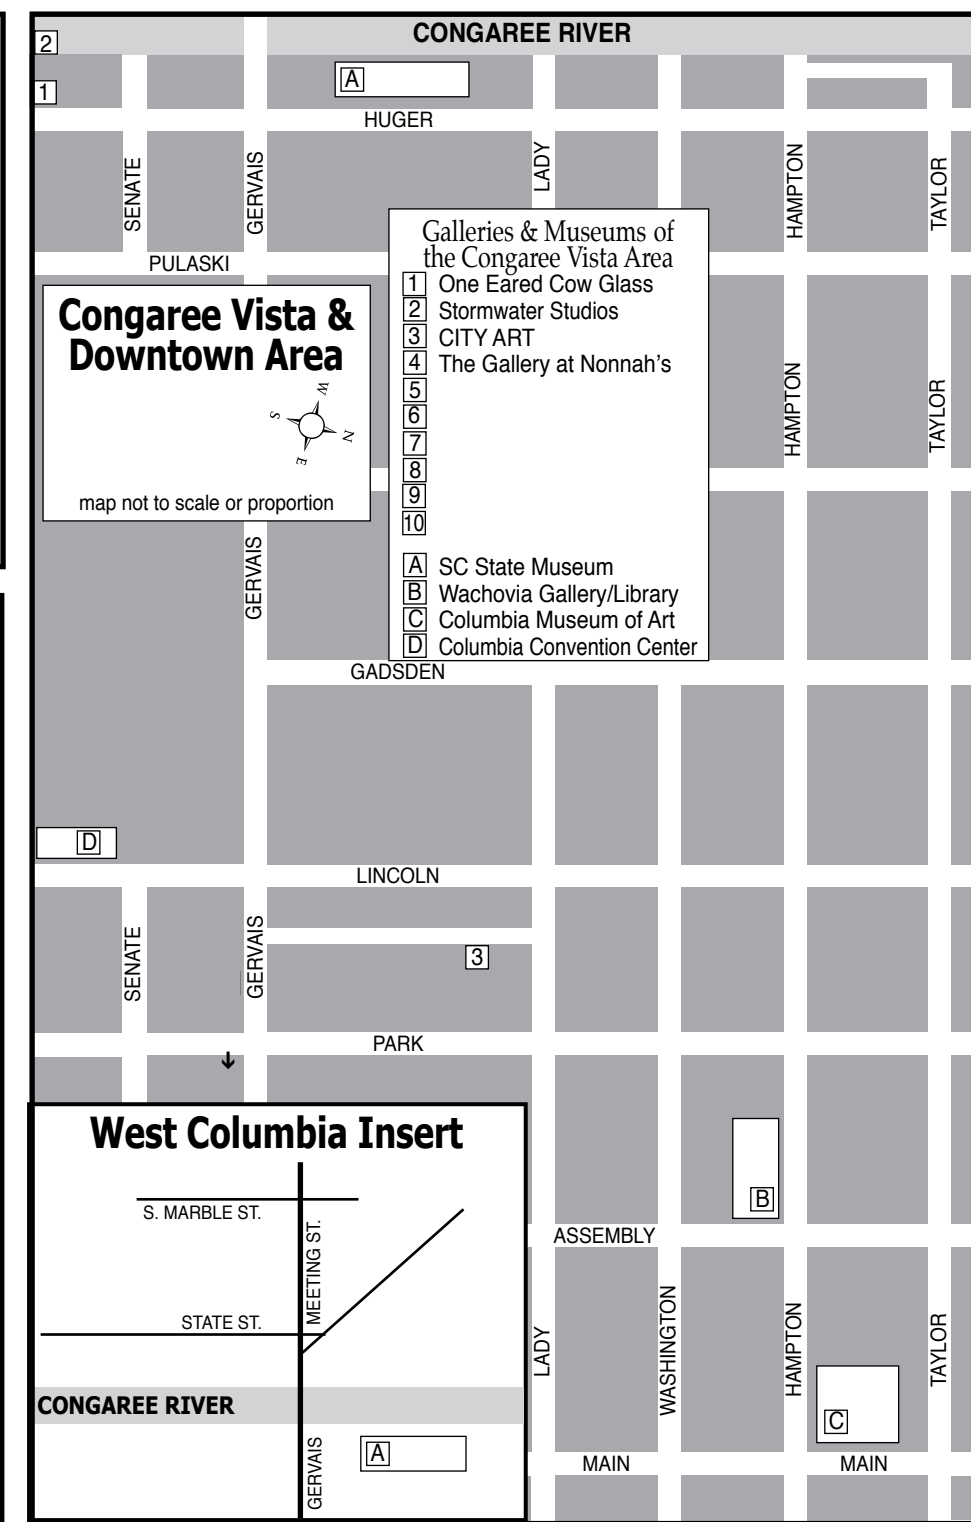 CONGAREE RIVER
2
1
A
HUGER
SENATE
GERVAIS
LADY
HAMPTON
TAYLOR
PULASKI
Galleries & Museums of
the Congaree Vista Area
1 One Eared Cow Glass
2 Stormwater Studios
3 CITY ART
4 The Gallery at Nonnah's
5
6
7
8
9
10
A SC State Museum
B Wachovia Gallery/Library
C Columbia Museum of Art
D Columbia Convention Center
Congaree Vista &
Downtown Area
W
S
N
E
map not to scale or proportion
HAMPTON
TAYLOR
GERVAIS
GADSDEN
D
LINCOLN
SENATE
GERVAIS
3
PARK
West Columbia Insert
S. MARBLE ST.
MEETING ST.
STATE ST.
CONGAREE RIVER
GERVAIS
A
B
ASSEMBLY
LADY
WASHINGTON
HAMPTON
TAYLOR
C
MAIN
MAIN